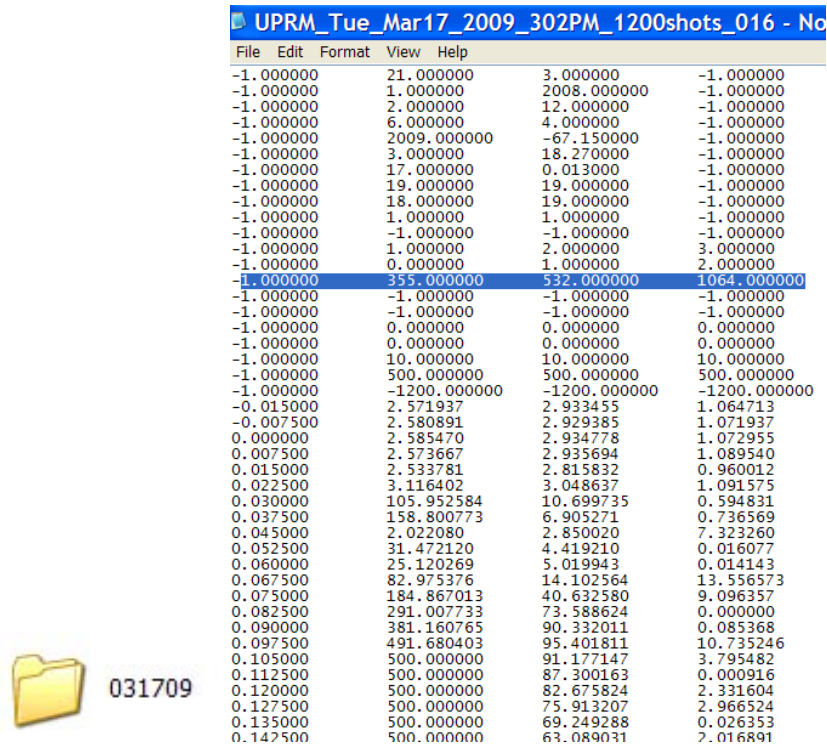 UPRM_Tue_Mar17_2009_302PM_1200shots_016 - No
File Edit Format View Help
-1.000000 21.000000 3.000000 -1.000000
-1.000000 1.000000 2008.000000 -1.000000
-1.000000 2.000000 12.000000 -1.000000
-1.000000 6.000000 4.000000 -1.000000
-1.000000 2009.000000 -67.150000 -1.000000
-1.000000 3.000000 18.270000 -1.000000
-1.000000 17.000000 0.013000 -1.000000
-1.000000 19.000000 19.000000 -1.000000
-1.000000 18.000000 19.000000 -1.000000
-1.000000 1.000000 1.000000 -1.000000
-1.000000 -1.000000 -1.000000 -1.000000
-1.000000 1.000000 2.000000 3.000000
-1.000000 0.000000 1.000000 2.000000
-1.000000 355.000000 532.000000 1064.000000
-1.000000 -1.000000 -1.000000 -1.000000
-1.000000 -1.000000 -1.000000 -1.000000
-1.000000 0.000000 0.000000 0.000000
-1.000000 0.000000 0.000000 0.000000
-1.000000 10.000000 10.000000 10.000000
-1.000000 500.000000 500.000000 500.000000
-1.000000 -1200.000000 -1200.000000 -1200.000000
-0.015000 2.571937 2.933455 1.064713
-0.007500 2.580891 2.929385 1.071937
0.000000 2.585470 2.934778 1.072955
0.007500 2.573667 2.935694 1.089540
0.015000 2.533781 2.815832 0.960012
0.022500 3.116402 3.048637 1.091575
0.030000 105.952584 10.699735 0.594831
0.037500 158.800773 6.905271 0.736569
0.045000 2.022080 2.850020 7.323260
0.052500 31.472120 4.419210 0.016077
0.060000 25.120269 5.019943 0.014143
0.067500 82.975376 14.102564 13.556573
0.075000 184.867013 40.632580 9.096357
0.082500 291.007733 73.588624 0.000000
0.090000 381.160765 90.332011 0.085368
0.097500 491.680403 95.401811 10.735246
0.105000 500.000000 91.177147 3.795482
0.112500 500.000000 87.300163 0.000916
0.120000 500.000000 82.675824 2.331604
0.127500 500.000000 75.913207 2.966524
0.135000 500.000000 69.249288 0.026353
0.142500 500.000000 63.089031 2.016891
031709